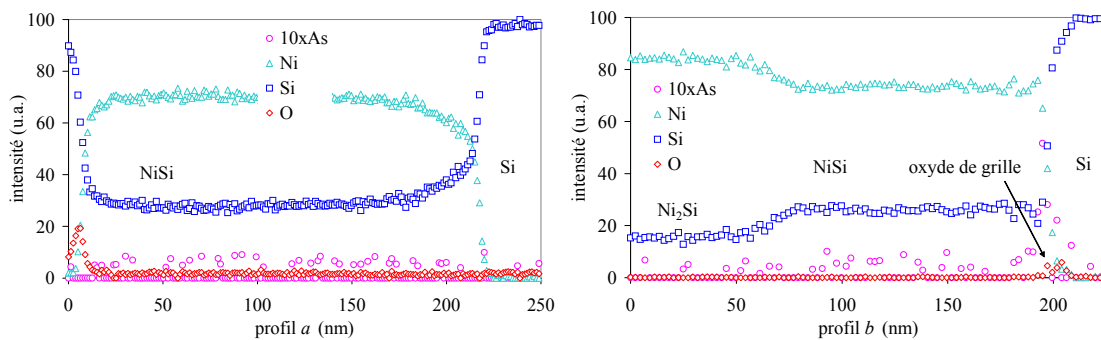 intensité (u.a.)
100
80
60
40
20
0
10xAs
Ni
Si
O
NiSi
Si
0
50
100
150
200
250
profil a (nm)
intensité (u.a.)
100
80
60
40
20
0
10xAs
Ni
Si
O
NiSi
oxyde de grille
Ni₂Si
Si
0
50
100
150
200
profil b (nm)